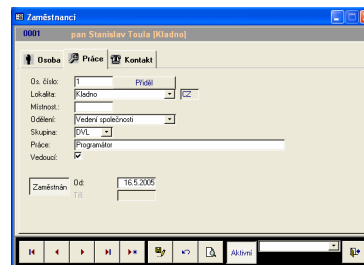 Zaměstnanci
0001 pan Stanislav Toula (Kladno)
Osoba Práce Kontakt
Os. číslo: 1 Přiděl
Lokalita: Kladno CZ
Místnost.:
Oddělení: Vedení společnosti
Skupina: DVL
Práce: Programátor
Vedoucí:
Zaměstnán Od: 16.5.2005
Till:
Aktivní